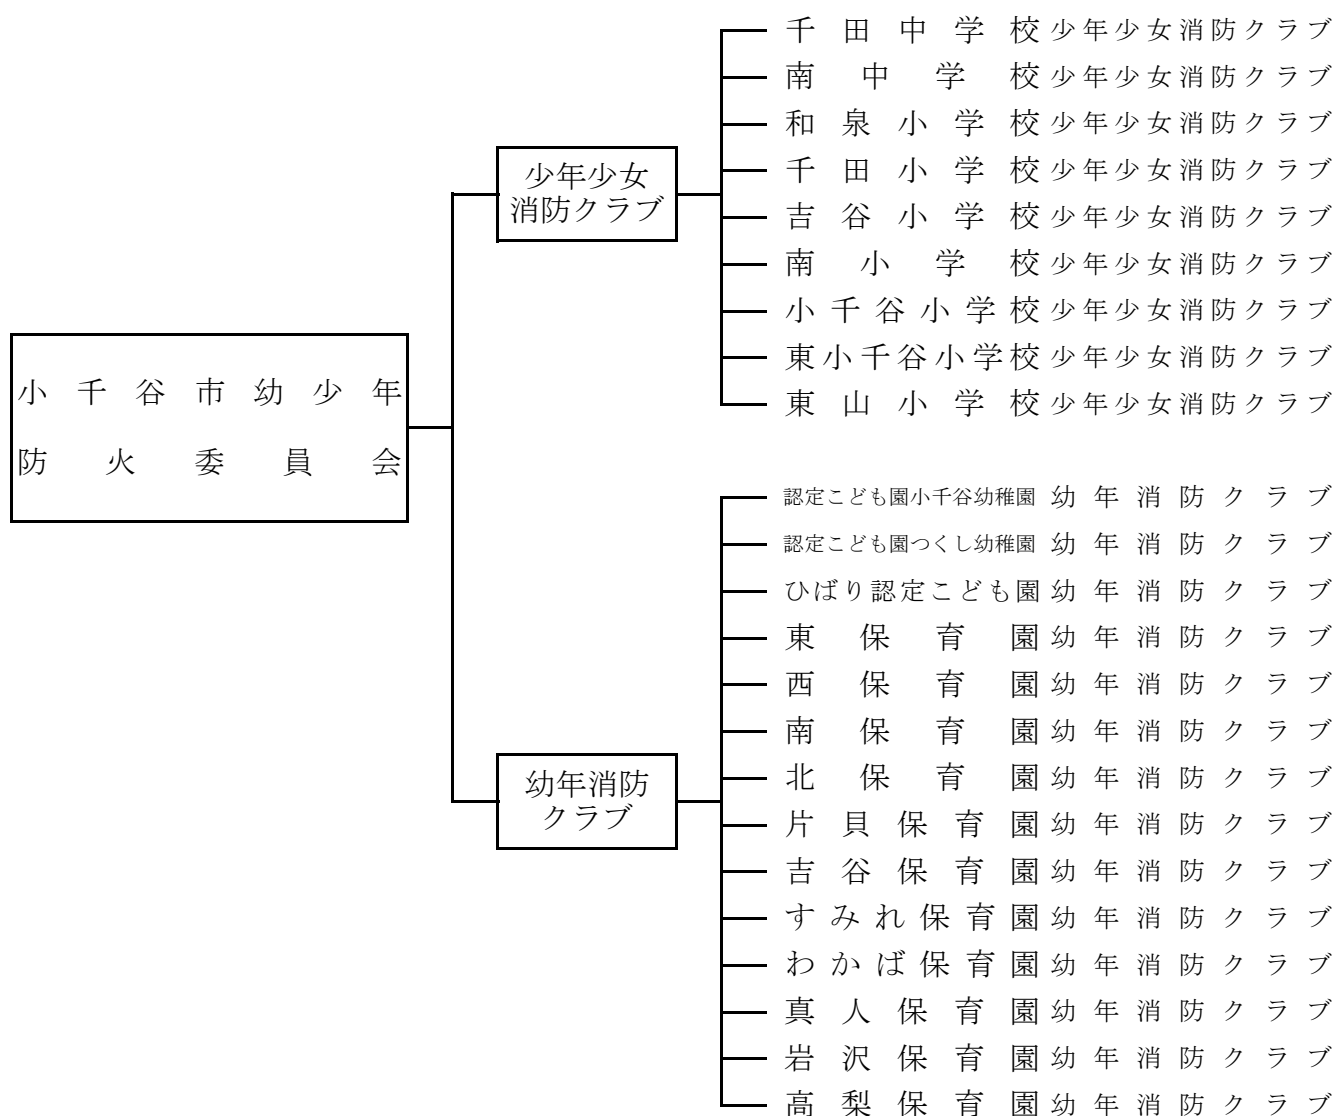 小千谷市幼少年
防火委員会
少年少女
消防クラブ
千田中学校少年少女消防クラブ
南中学校少年少女消防クラブ
和泉小学校少年少女消防クラブ
千田小学校少年少女消防クラブ
吉谷小学校少年少女消防クラブ
南小学校少年少女消防クラブ
小千谷小学校少年少女消防クラブ
東小千谷小学校少年少女消防クラブ
東山小学校少年少女消防クラブ
幼年消防
クラブ
認定こども園小千谷幼稚園 幼年消防クラブ
認定こども園つくし幼稚園 幼年消防クラブ
ひばり認定こども園幼年消防クラブ
東保育園幼年消防クラブ
西保育園幼年消防クラブ
南保育園幼年消防クラブ
北保育園幼年消防クラブ
片貝保育園幼年消防クラブ
吉谷保育園幼年消防クラブ
すみれ保育園幼年消防クラブ
わかば保育園幼年消防クラブ
真人保育園幼年消防クラブ
岩沢保育園幼年消防クラブ
高梨保育園幼年消防クラブ